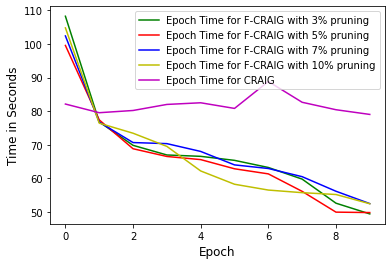 110
100
90
80
70
60
50
Time in Seconds
Epoch Time for F-CRAIG with 3% pruning
Epoch Time for F-CRAIG with 5% pruning
Epoch Time for F-CRAIG with 7% pruning
Epoch Time for F-CRAIG with 10% pruning
Epoch Time for CRAIG
0 2 4 6 8
Epoch